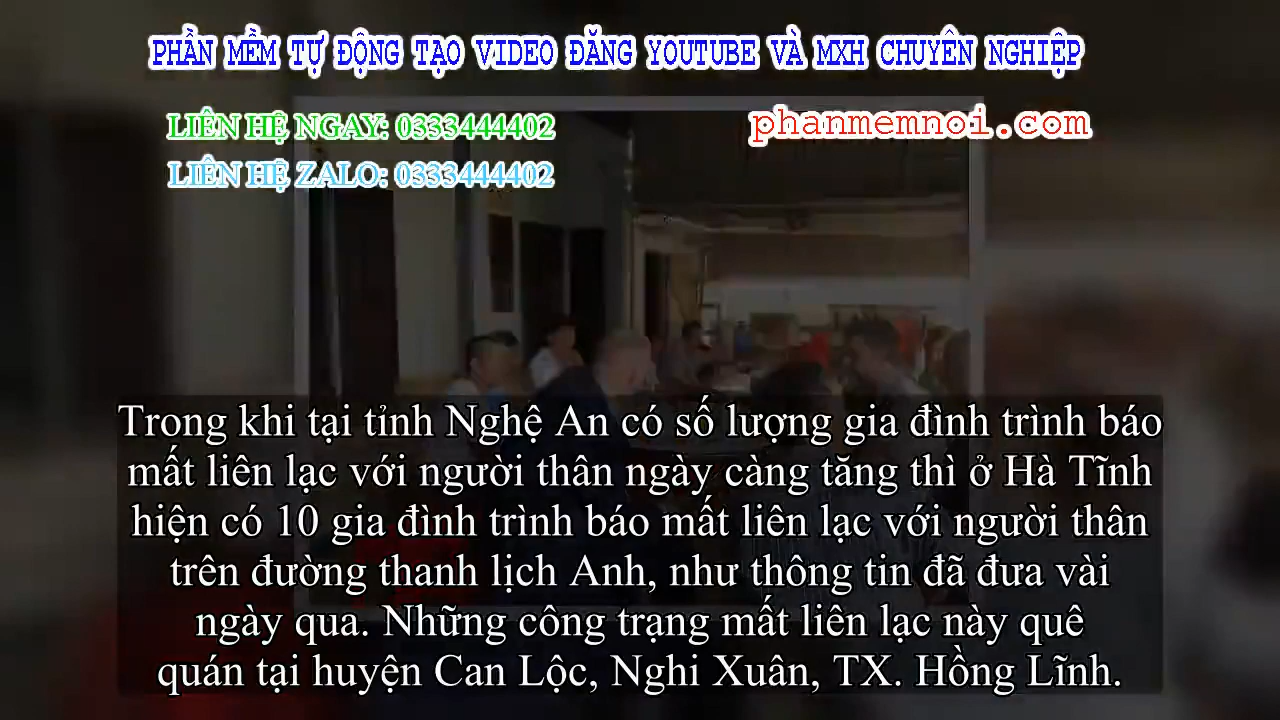 PHẦN MỀM TỰ ĐỘNG TẠO VIDEO ĐĂNG YOUTUBE VÀ MXH CHUYÊN NGHIỆP
LIÊN HỆ NGAY: 0333444402
phanmemnoi.com
LIÊN HỆ ZALO: 0333444402
Trong khi tại tỉnh Nghệ An có số lượng gia đình trình báo
mất liên lạc với người thân ngày càng tăng thì ở Hà Tĩnh
hiện có 10 gia đình trình báo mất liên lạc với người thân
trên đường thanh lịch Anh, như thông tin đã đưa vài
ngày qua. Những công trạng mất liên lạc này quê
quán tại huyện Can Lộc, Nghi Xuân, TX. Hồng Lĩnh.